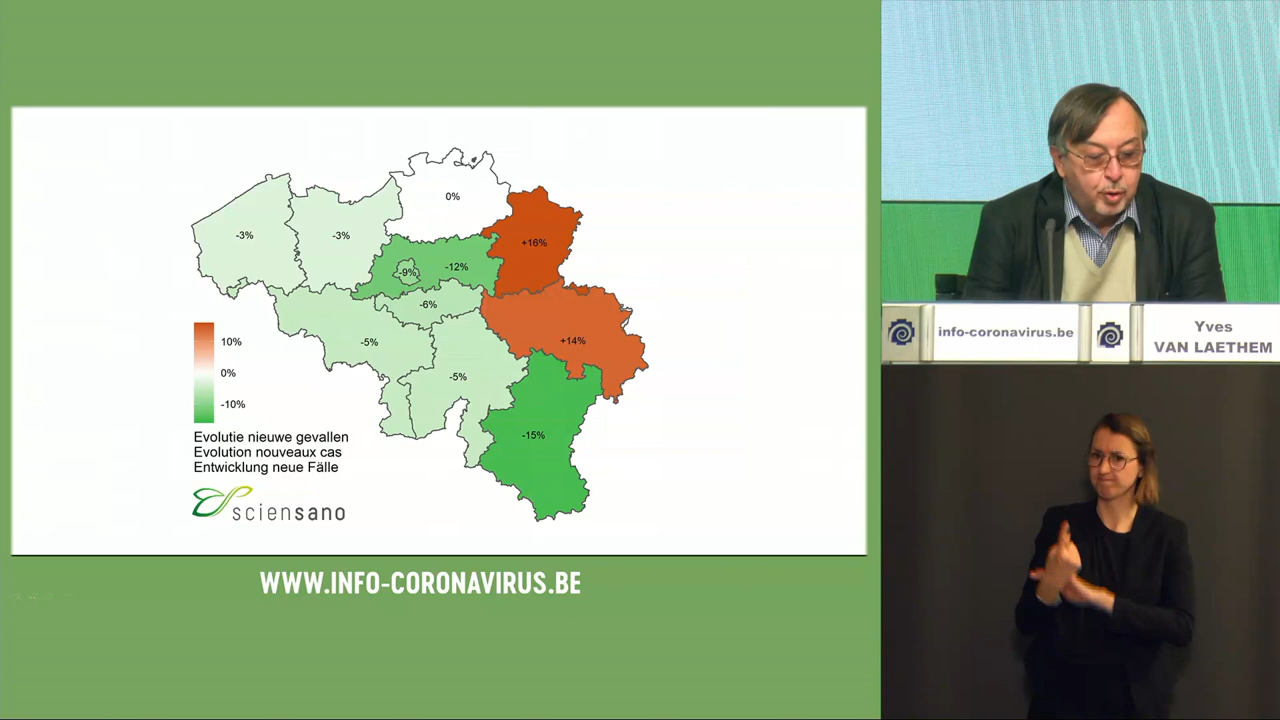 0%
-3%
-3%
+16%
-9%
-12%
-6%
-5%
+14%
-5%
-15%
10%
0%
-10%
Evolutie nieuwe gevallen
Evolution nouveaux cas
Entwicklung neue Fälle
sciensano
WWW.INFO-CORONAVIRUS.BE
info-coronavirus.be
Yves
VAN LAETHEM